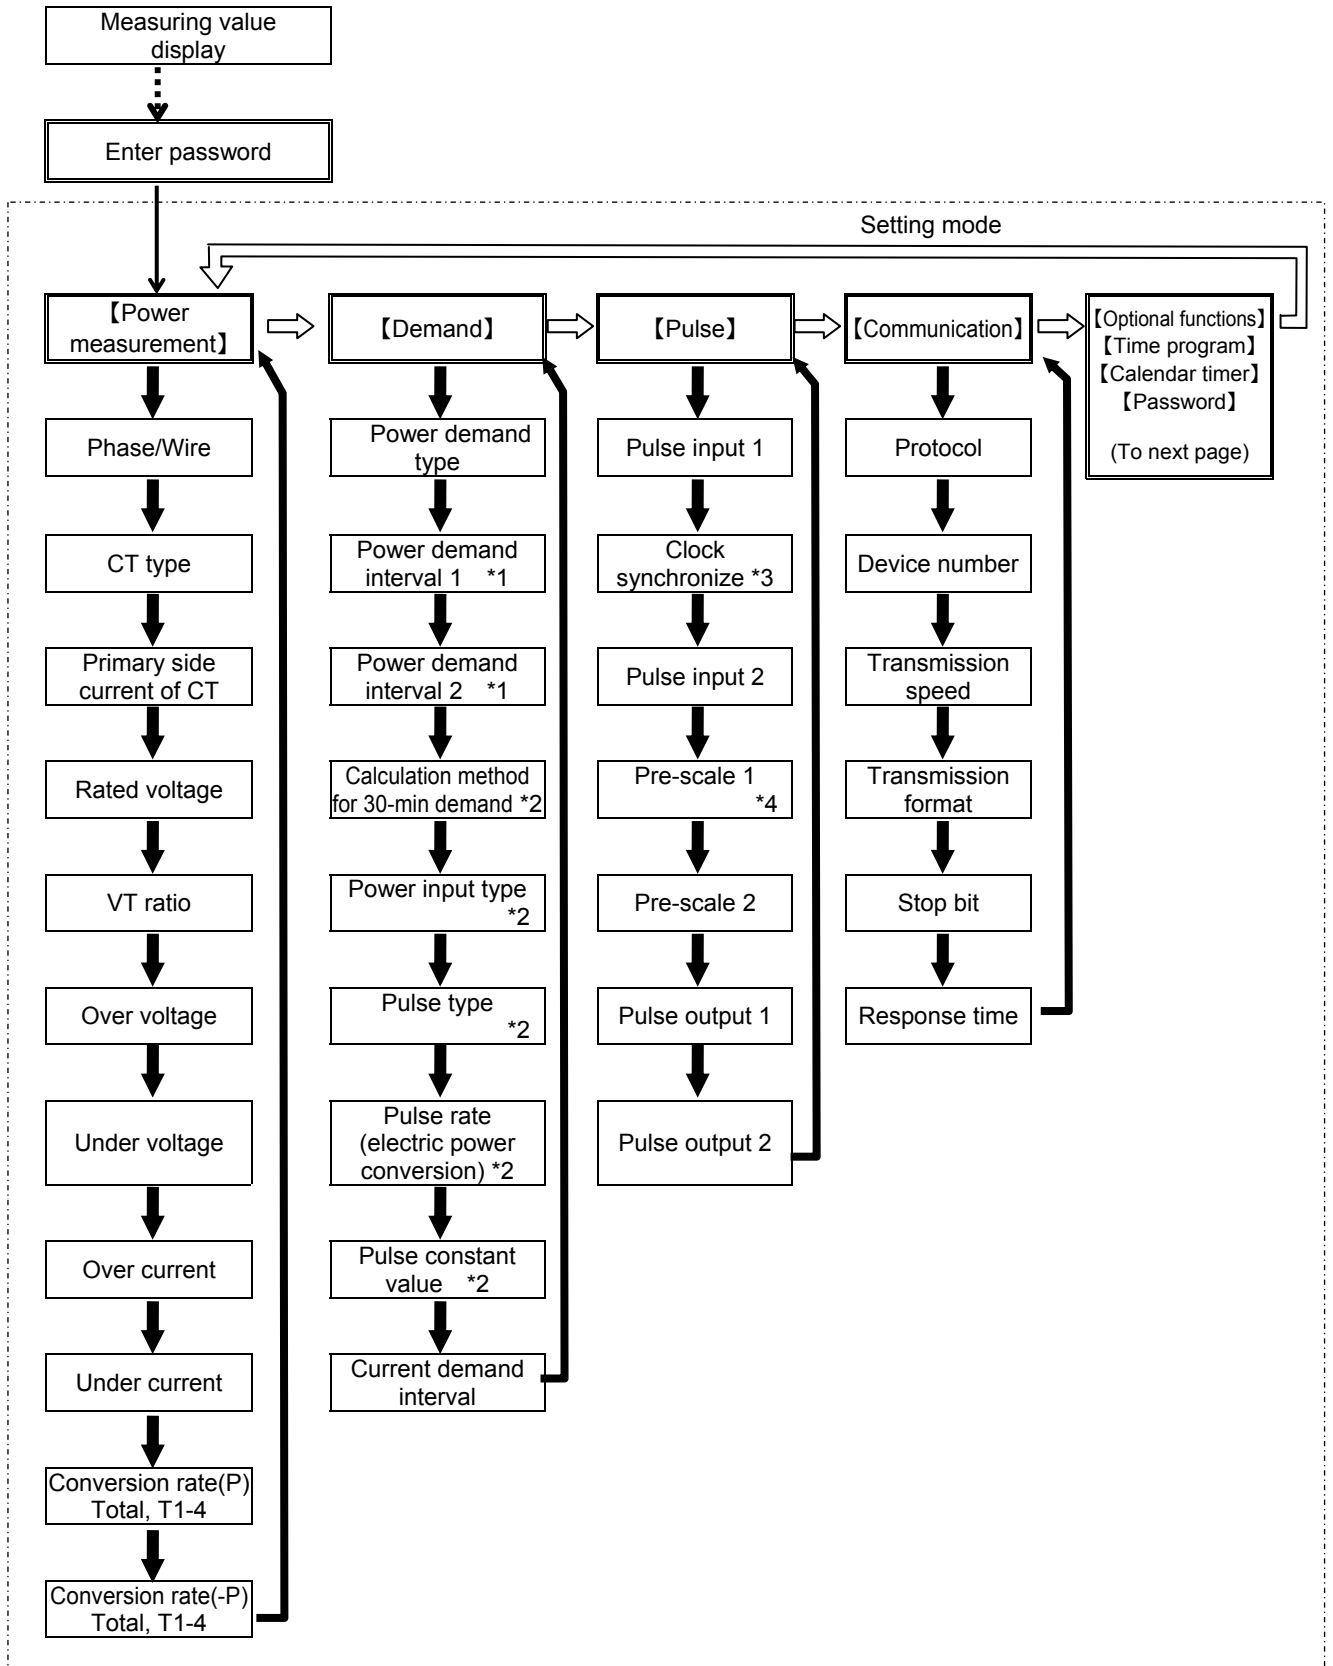 Measuring value
display
Enter password
Setting mode
【Power
measurement】
Phase/Wire
CT type
Primary side
current of CT
Rated voltage
VT ratio
Over voltage
Under voltage
Over current
Under current
Conversion rate(P)
Total, T1-4
Conversion rate(-P)
Total, T1-4
【Demand】
Power demand
type
Power demand
interval 1 *1
Power demand
interval 2 *1
Calculation method
for 30-min demand *2
Power input type
*2
Pulse type
*2
Pulse rate
(electric power
conversion) *2
Pulse constant
value *2
Current demand
interval
【Pulse】
Pulse input 1
Clock
synchronize *3
Pulse input 2
Pre-scale 1
*4
Pre-scale 2
Pulse output 1
Pulse output 2
【Communication】
Protocol
Device number
Transmission
speed
Transmission
format
Stop bit
Response time
【Optional functions】
【Time program】
【Calendar timer】
【Password】
(To next page)